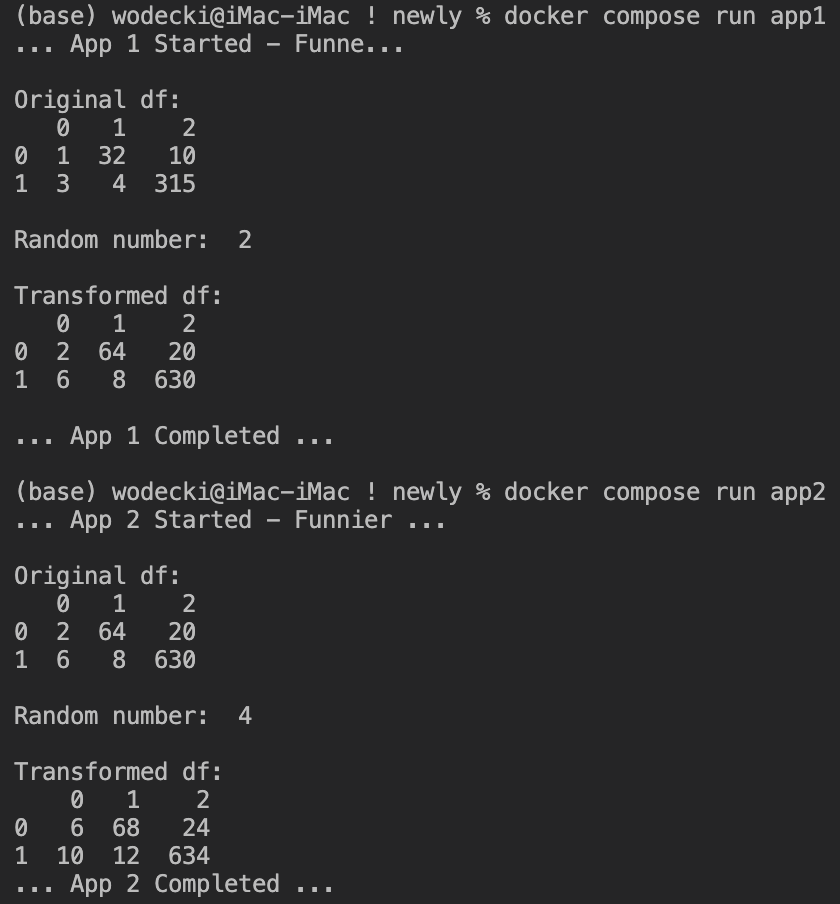 (base) wodecki@iMac-iMac ! newly % docker compose run app1
... App 1 Started - Funne...
Original df:
   0   1    2
0  1  32   10
1  3   4  315
Random number:  2
Transformed df:
   0   1    2
0  2  64   20
1  6   8  630
... App 1 Completed ...
(base) wodecki@iMac-iMac ! newly % docker compose run app2
... App 2 Started - Funnier ...
Original df:
   0   1    2
0  2  64   20
1  6   8  630
Random number:  4
Transformed df:
    0   1    2
0   6  68   24
1  10  12  634
... App 2 Completed ...